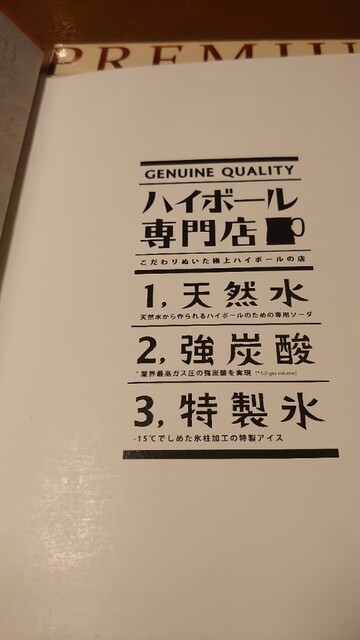 PREMIU
GENUINE QUALITY
ハイボール
専門店
こだわりぬいた極上ハイボールの店
1, 天然水
天然水から作られるハイボールのための専用ソーダ
2, 強炭酸
*業界最高ガス圧の強炭酸を実現 (*5.0 gas volume)
3, 特製氷
-15℃でしめた氷柱加工の特製アイス